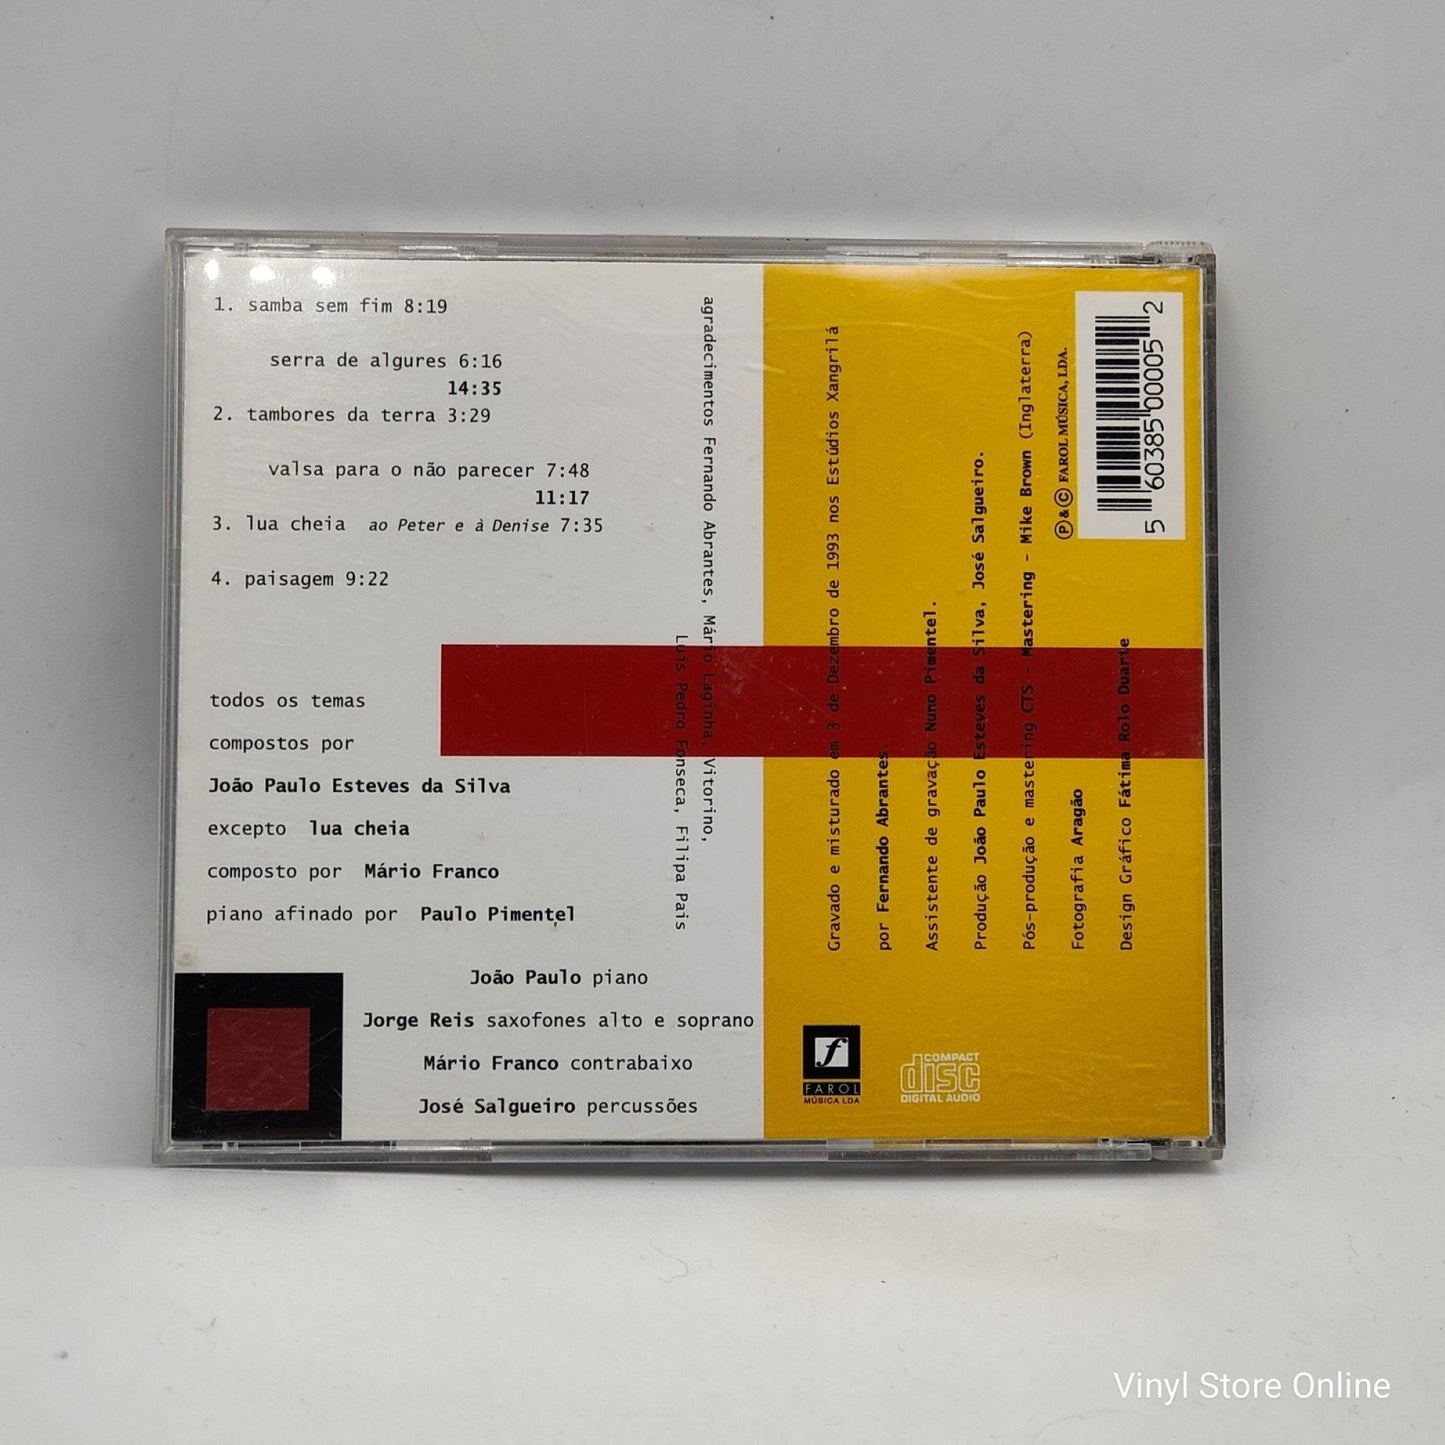 1. samba sem fim 8:19
serra de algures 6:16
14:35
2. tambores da terra 3:29
valsa para o não parecer 7:48
11:17
3. lua cheia ao Peter e à Denise 7:35
4. paisagem 9:22
todos os temas
compostos por
João Paulo Esteves da Silva
excepto lua cheia
composto por Mário Franco
piano afinado por Paulo Pimentel
João Paulo piano
Jorge Reis saxofones alto e soprano
Mário Franco contrabaixo
José Salgueiro percussões
agradecimentos Fernando Abrantes, Mário Laginha, Vitorino,
Luís Pedro Fonseca, Filipa Pais
Gravado e misturado em 3 de Dezembro de 1993 nos Estúdios Xangrilá
por Fernando Abrantes.
Assistente de gravação Nuno Pimentel.
Produção João Paulo Esteves da Silva, José Salgueiro.
Pós-produção e mastering CTS - Mastering - Mike Brown (Inglaterra)
Fotografia Aragão
Design Gráfico Fátima Rolo Duarte
Ⓟ & Ⓒ FAROL MÚSICA, LDA.
5 60385 00005 2
f
FAROL
MÚSICA LDA
COMPACT
disc
DIGITAL AUDIO
Vinyl Store Online